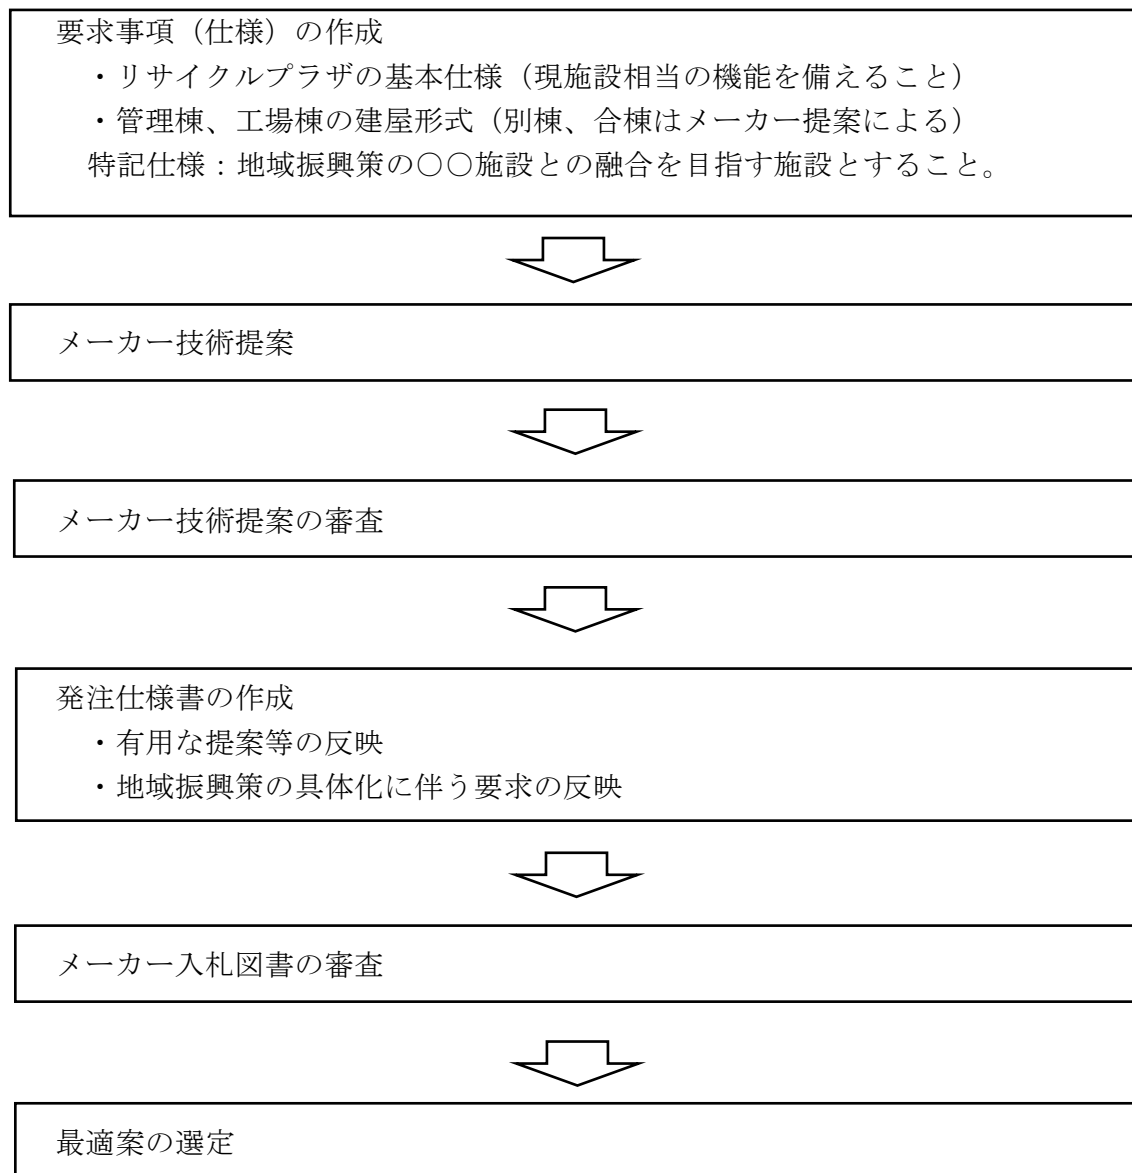 要求事項（仕様）の作成
・リサイクルプラザの基本仕様（現施設相当の機能を備えること）
・管理棟、工場棟の建屋形式（別棟、合棟はメーカー提案による）
特記仕様：地域振興策の○○施設との融合を目指す施設とすること。
メーカー技術提案
メーカー技術提案の審査
発注仕様書の作成
・有用な提案等の反映
・地域振興策の具体化に伴う要求の反映
メーカー入札図書の審査
最適案の選定